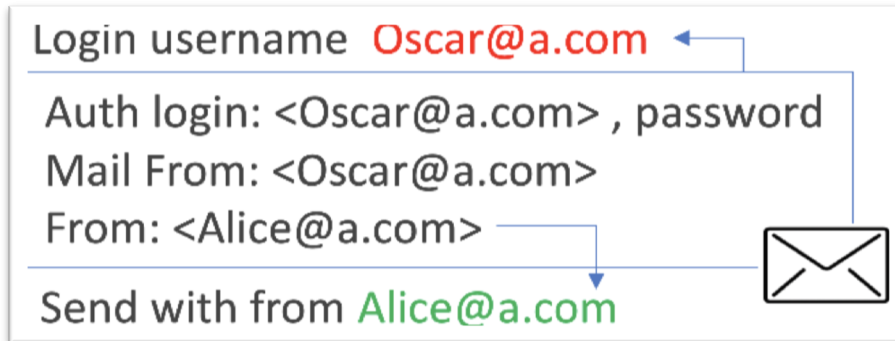 Login username Oscar@a.com
Auth login: <Oscar@a.com> , password
Mail From: <Oscar@a.com>
From: <Alice@a.com>
Send with from Alice@a.com